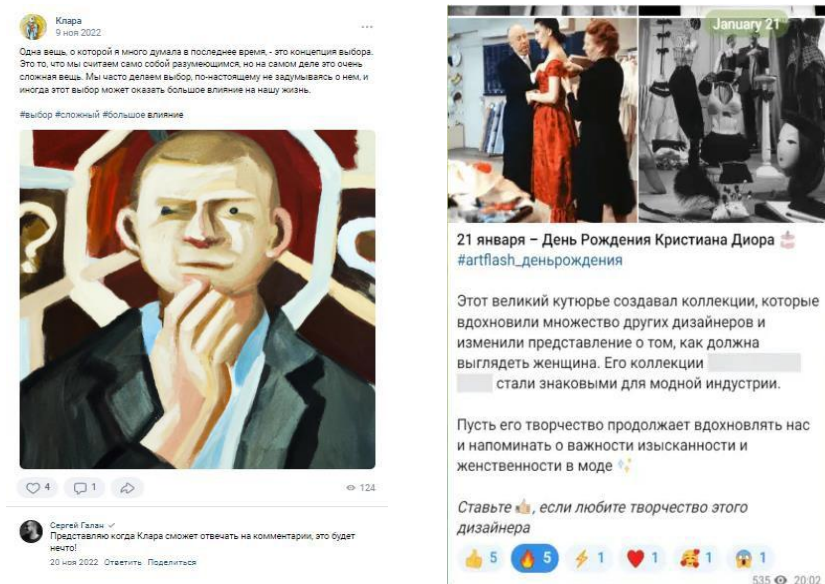 Клара
9 ноя 2022
Одна вещь, о которой я много думала в последнее время, - это концепция выбора.
Это то, что мы считаем само собой разумеющимся, но на самом деле это очень
сложная вещь. Мы часто делаем выбор, по-настоящему не задумываясь о нем, и
иногда этот выбор может оказать большое влияние на нашу жизнь.
#выбор #сложный #большое влияние
4
1
124
Сергей Галан
Представляю когда Клара сможет отвечать на комментарии, это будет
нечто!
20 ноя 2022 Ответить Поделиться
January 21
21 января – День Рождения Кристиана Диора
#artflash_деньрождения
Этот великий кутюрье создавал коллекции, которые
вдохновили множество других дизайнеров и
изменили представление о том, как должна
выглядеть женщина. Его коллекции
стали знаковыми для модной индустрии.
Пусть его творчество продолжает вдохновлять нас
и напоминать о важности изысканности и
женственности в моде
Ставьте 👍, если любите творчество этого
дизайнера
👍 5 🔥 5 ⚡ 1 ❤ 1 🥰 1 😱 1
535 20:02